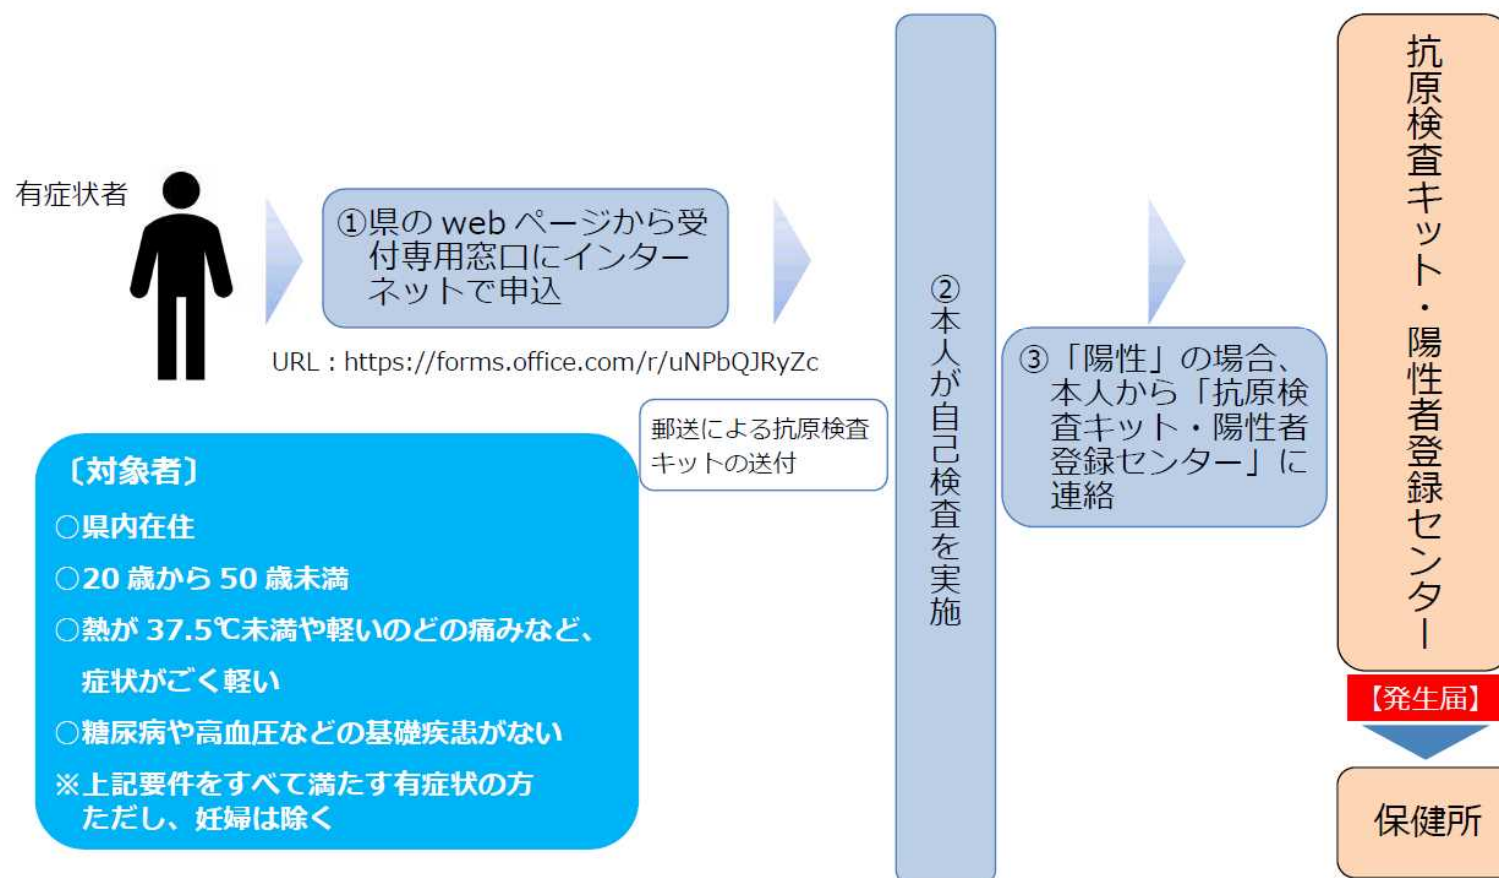 有症状者
①県の web ページから受
付専用窓口にインター
ネットで申込
URL：https://forms.office.com/r/uNPbQJRyZc
郵送による抗原検査
キットの送付
〔対象者〕
○県内在住
○20 歳から 50 歳未満
○熱が 37.5℃未満や軽いのどの痛みなど、
症状がごく軽い
○糖尿病や高血圧などの基礎疾患がない
※上記要件をすべて満たす有症状の方
ただし、妊婦は除く
②本人が自己検査を実施
③「陽性」の場合、
本人から「抗原検
査キット・陽性者
登録センター」に
連絡
抗原検査キット・陽性者登録センター
【発生届】
保健所